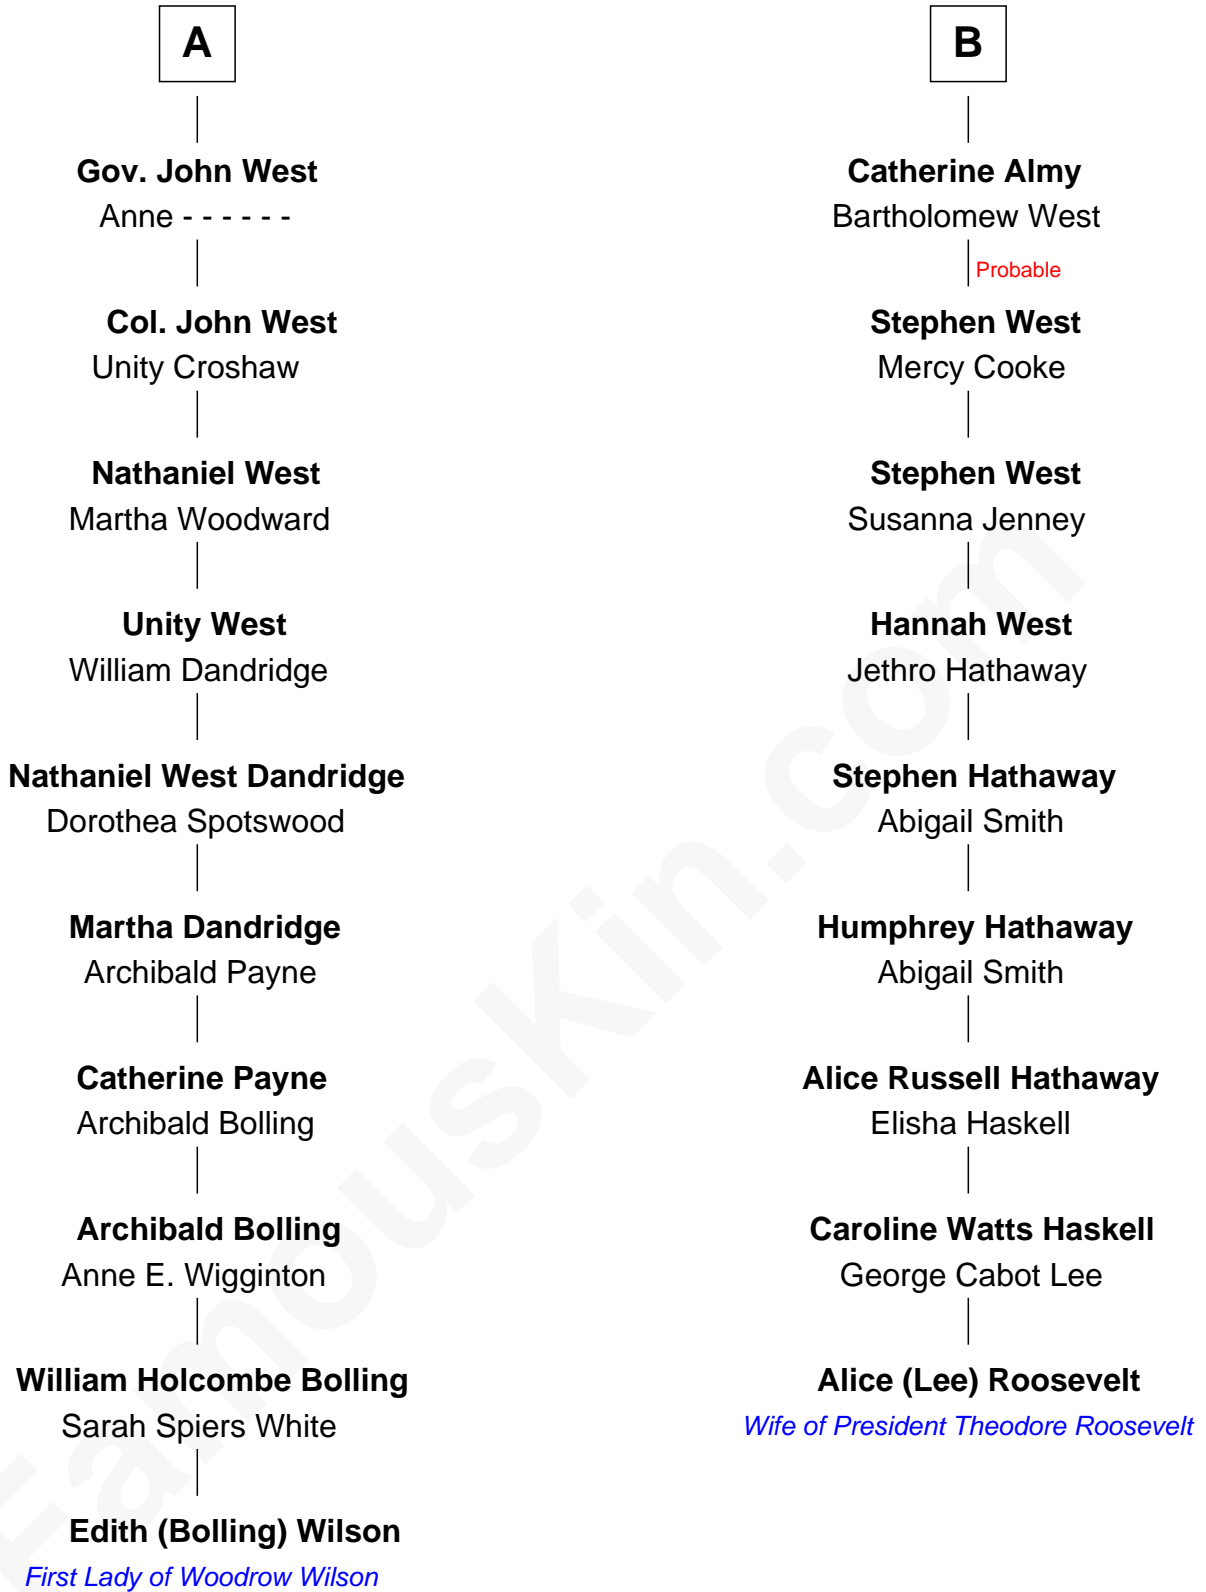 A
Gov. John West
Anne - - - - - -
Col. John West
Unity Croshaw
Nathaniel West
Martha Woodward
Unity West
William Dandridge
Nathaniel West Dandridge
Dorothea Spotswood
Martha Dandridge
Archibald Payne
Catherine Payne
Archibald Bolling
Archibald Bolling
Anne E. Wigginton
William Holcombe Bolling
Sarah Spiers White
Edith (Bolling) Wilson
First Lady of Woodrow Wilson
B
Catherine Almy
Bartholomew West
Probable
Stephen West
Mercy Cooke
Stephen West
Susanna Jenney
Hannah West
Jethro Hathaway
Stephen Hathaway
Abigail Smith
Humphrey Hathaway
Abigail Smith
Alice Russell Hathaway
Elisha Haskell
Caroline Watts Haskell
George Cabot Lee
Alice (Lee) Roosevelt
Wife of President Theodore Roosevelt
FamousKin.com